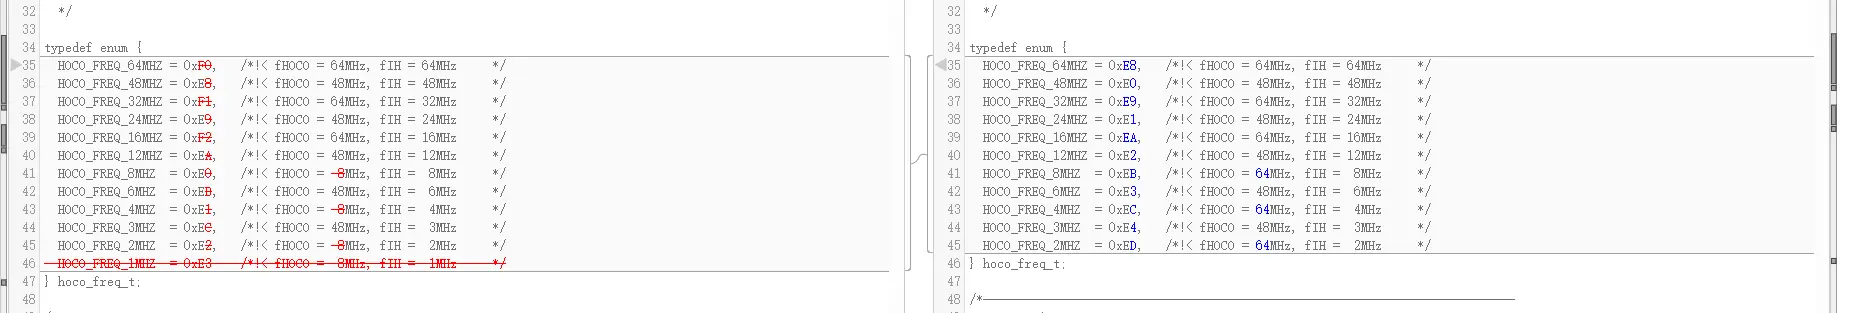 32    */
33
34  typedef enum {
35    HOCO_FREQ_64MHZ = 0xF0,    /*!< fHOCO = 64MHz, fIH = 64MHz     */
36    HOCO_FREQ_48MHZ = 0xE8,    /*!< fHOCO = 48MHz, fIH = 48MHz     */
37    HOCO_FREQ_32MHZ = 0xF1,    /*!< fHOCO = 64MHz, fIH = 32MHz     */
38    HOCO_FREQ_24MHZ = 0xE9,    /*!< fHOCO = 48MHz, fIH = 24MHz     */
39    HOCO_FREQ_16MHZ = 0xF2,    /*!< fHOCO = 64MHz, fIH = 16MHz     */
40    HOCO_FREQ_12MHZ = 0xEA,    /*!< fHOCO = 48MHz, fIH = 12MHz     */
41    HOCO_FREQ_8MHZ  = 0xE0,    /*!< fHOCO =  8MHz, fIH =  8MHz     */
42    HOCO_FREQ_6MHZ  = 0xEB,    /*!< fHOCO = 48MHz, fIH =  6MHz     */
43    HOCO_FREQ_4MHZ  = 0xE1,    /*!< fHOCO =  8MHz, fIH =  4MHz     */
44    HOCO_FREQ_3MHZ  = 0xEC,    /*!< fHOCO = 48MHz, fIH =  3MHz     */
45    HOCO_FREQ_2MHZ  = 0xE2,    /*!< fHOCO =  8MHz, fIH =  2MHz     */
46    HOCO_FREQ_1MHZ  = 0xE3     /*!< fHOCO =  8MHz, fIH =  1MHz     */
47  } hoco_freq_t;
48
32    */
33
34  typedef enum {
35    HOCO_FREQ_64MHZ = 0xE8,    /*!< fHOCO = 64MHz, fIH = 64MHz     */
36    HOCO_FREQ_48MHZ = 0xE0,    /*!< fHOCO = 48MHz, fIH = 48MHz     */
37    HOCO_FREQ_32MHZ = 0xE9,    /*!< fHOCO = 64MHz, fIH = 32MHz     */
38    HOCO_FREQ_24MHZ = 0xE1,    /*!< fHOCO = 48MHz, fIH = 24MHz     */
39    HOCO_FREQ_16MHZ = 0xEA,    /*!< fHOCO = 64MHz, fIH = 16MHz     */
40    HOCO_FREQ_12MHZ = 0xE2,    /*!< fHOCO = 48MHz, fIH = 12MHz     */
41    HOCO_FREQ_8MHZ  = 0xEB,    /*!< fHOCO = 64MHz, fIH =  8MHz     */
42    HOCO_FREQ_6MHZ  = 0xE3,    /*!< fHOCO = 48MHz, fIH =  6MHz     */
43    HOCO_FREQ_4MHZ  = 0xEC,    /*!< fHOCO = 64MHz, fIH =  4MHz     */
44    HOCO_FREQ_3MHZ  = 0xE4,    /*!< fHOCO = 48MHz, fIH =  3MHz     */
45    HOCO_FREQ_2MHZ  = 0xED,    /*!< fHOCO = 64MHz, fIH =  2MHz     */
46  } hoco_freq_t;
47
48  /*